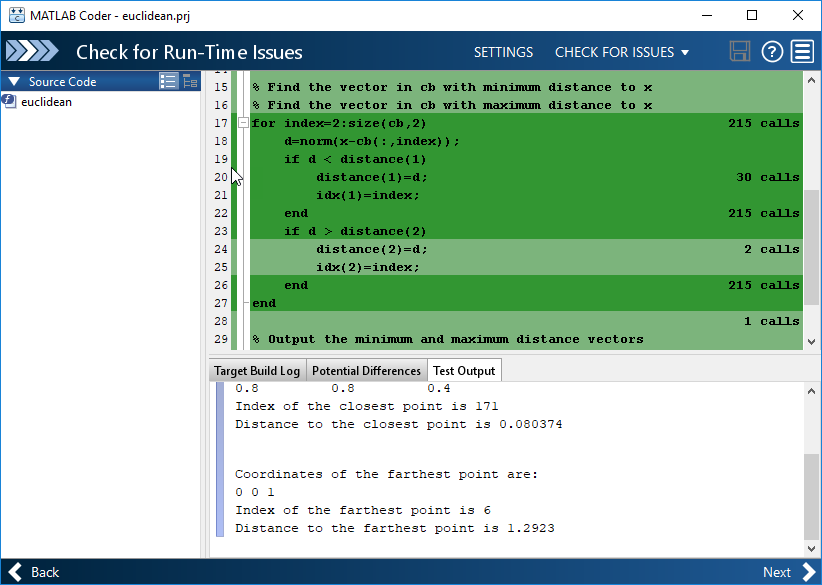 MATLAB Coder - euclidean.prj
Check for Run-Time Issues SETTINGS CHECK FOR ISSUES
Source Code
euclidean
15 % Find the vector in cb with minimum distance to x
16 % Find the vector in cb with maximum distance to x
17 for index=2:size(cb,2) 215 calls
18 d=norm(x-cb(:,index));
19 if d < distance(1)
20 distance(1)=d; 30 calls
21 idx(1)=index;
22 end 215 calls
23 if d > distance(2)
24 distance(2)=d; 2 calls
25 idx(2)=index;
26 end 215 calls
27 end
28 1 calls
29 % Output the minimum and maximum distance vectors
Target Build Log Potential Differences Test Output
0.8 0.8 0.4
Index of the closest point is 171
Distance to the closest point is 0.080374
Coordinates of the farthest point are:
0 0 1
Index of the farthest point is 6
Distance to the farthest point is 1.2923
Back Next